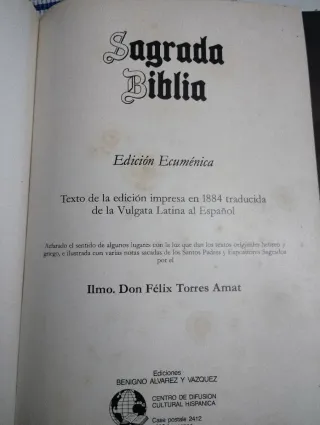 Sagrada
Biblia
Edición Ecuménica
Texto de la edición impresa en 1884 traducida
de la Vulgata Latina al Español
Aclarado el sentido de algunos lugares con la luz que dan los textos originales hebreo y
griego, e ilustrada con varias notas sacadas de los Santos Padres y Expositores Sagrados
por el
Ilmo. Don Félix Torres Amat
Ediciones
BENIGNO ALVAREZ Y VAZQUEZ
CENTRO DE DIFUSION
CULTURAL HISPANICA
Case postale 2412